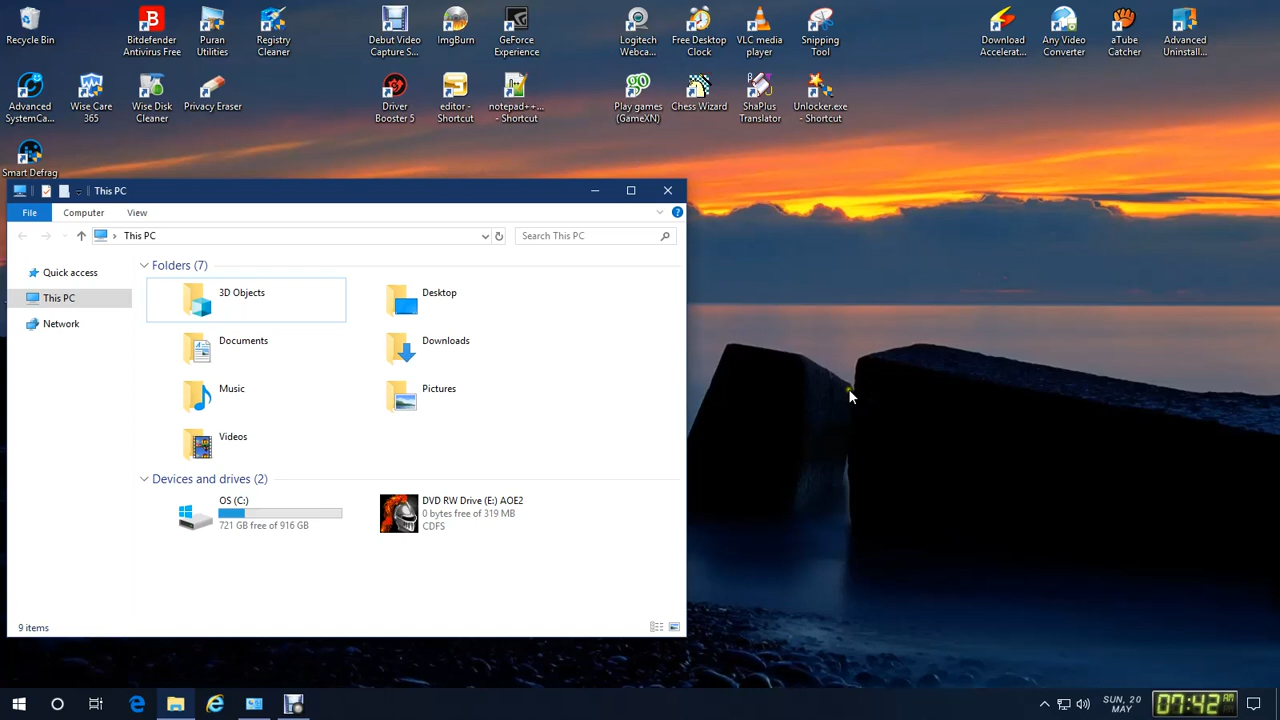 Recycle Bin
Bitdefender
Antivirus Free
Puran
Utilities
Registry
Cleaner
Debut Video
Capture S...
ImgBurn
GeForce
Experience
Logitech
Webca...
Free Desktop
Clock
VLC media
player
Snipping
Tool
Download
Accelerat...
Any Video
Converter
aTube
Catcher
Advanced
Uninstall...
Advanced
SystemCa...
Wise Care
365
Wise Disk
Cleaner
Privacy Eraser
Driver
Booster 5
editor -
Shortcut
notepad++...
- Shortcut
Play games
(GameXN)
Chess Wizard
ShaPlus
Translator
Unlocker.exe
- Shortcut
Smart Defrag
This PC
File
Computer
View
This PC
Search This PC
Quick access
This PC
Network
Folders (7)
3D Objects
Desktop
Documents
Downloads
Music
Pictures
Videos
Devices and drives (2)
OS (C:)
721 GB free of 916 GB
DVD RW Drive (E:) AOE2
0 bytes free of 319 MB
CDFS
9 items
SUN, 20
MAY
07:42 AM